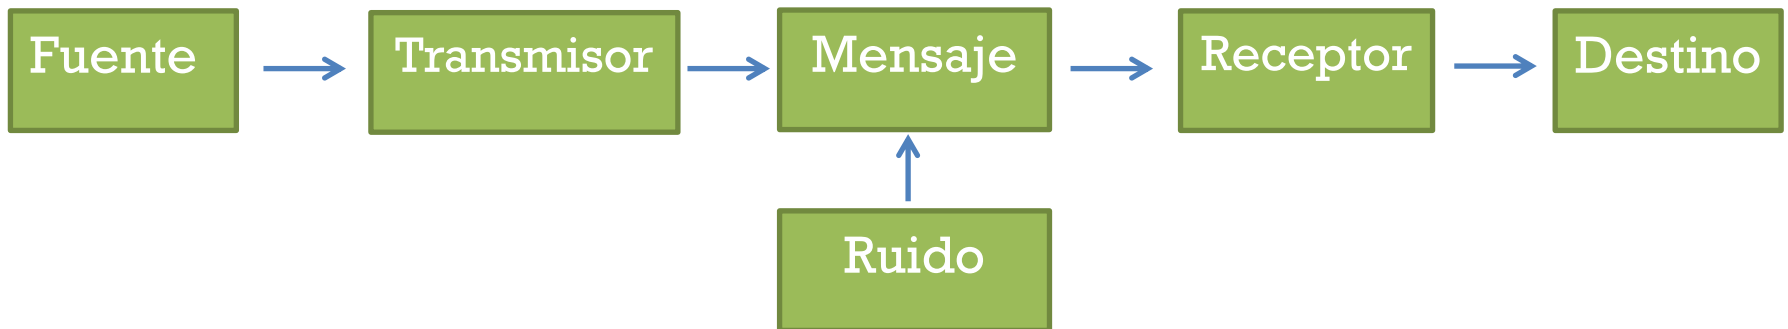 Fuente
Transmisor
Mensaje
Receptor
Destino
Ruido